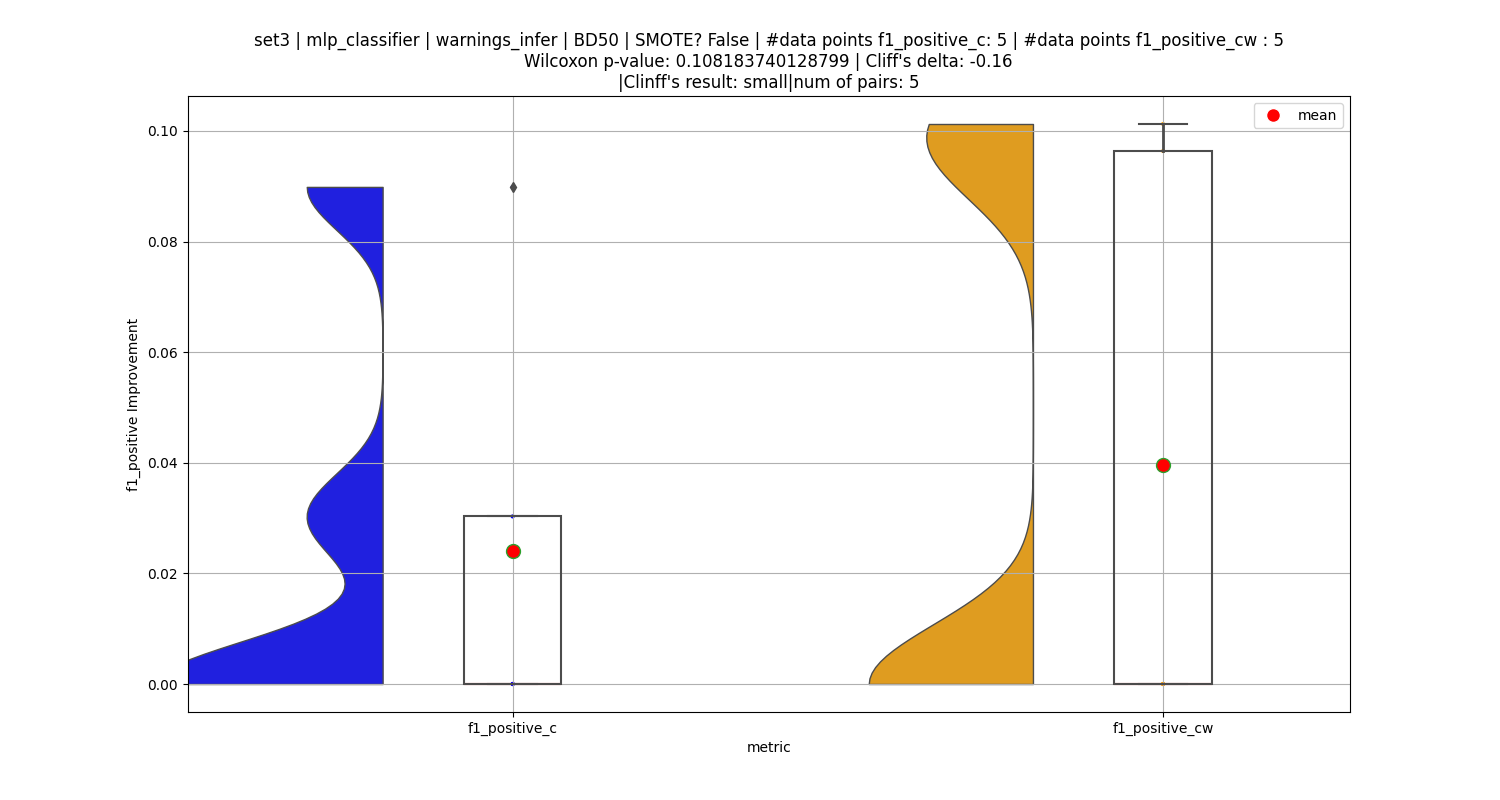 set3 | mlp_classifier | warnings_infer | BD50 | SMOTE? False | #data points f1_positive_c: 5 | #data points f1_positive_cw : 5
Wilcoxon p-value: 0.108183740128799 | Cliff's delta: -0.16
|Clinff's result: small|num of pairs: 5
mean
0.10
0.08
0.06
0.04
0.02
0.00
f1_positive Improvement
f1_positive_c
f1_positive_cw
metric